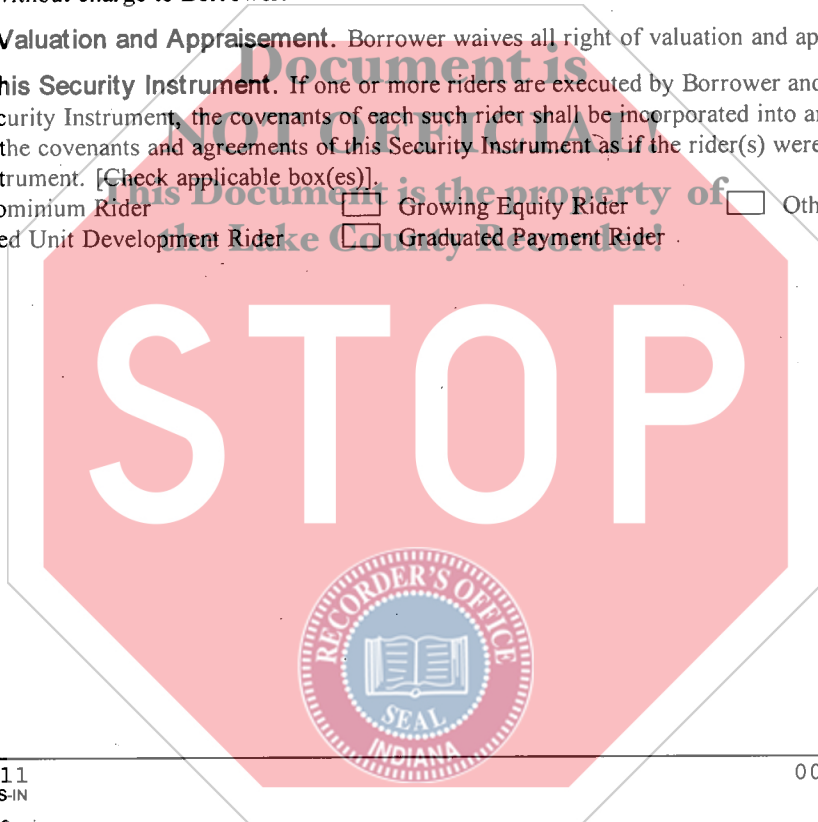 Valuation and Appraisement. Borrower waives all right of valuation and ap
Document is
his Security Instrument. If one or more riders are executed by Borrower and
curity Instrument, the covenants of each such rider shall be incorporated into a
NOT OFFICIAL!
the covenants and agreements of this Security Instrument as if the rider(s) were
trument. [Check applicable box(es)].
This Document is the property of
ominium Rider Growing Equity Rider Oth
ed Unit Development Rider Graduated Payment Rider
the Lake County Recorder!
STOP
RECORDER'S OFFICE
SEAL
INDIANA
11 00
S-IN